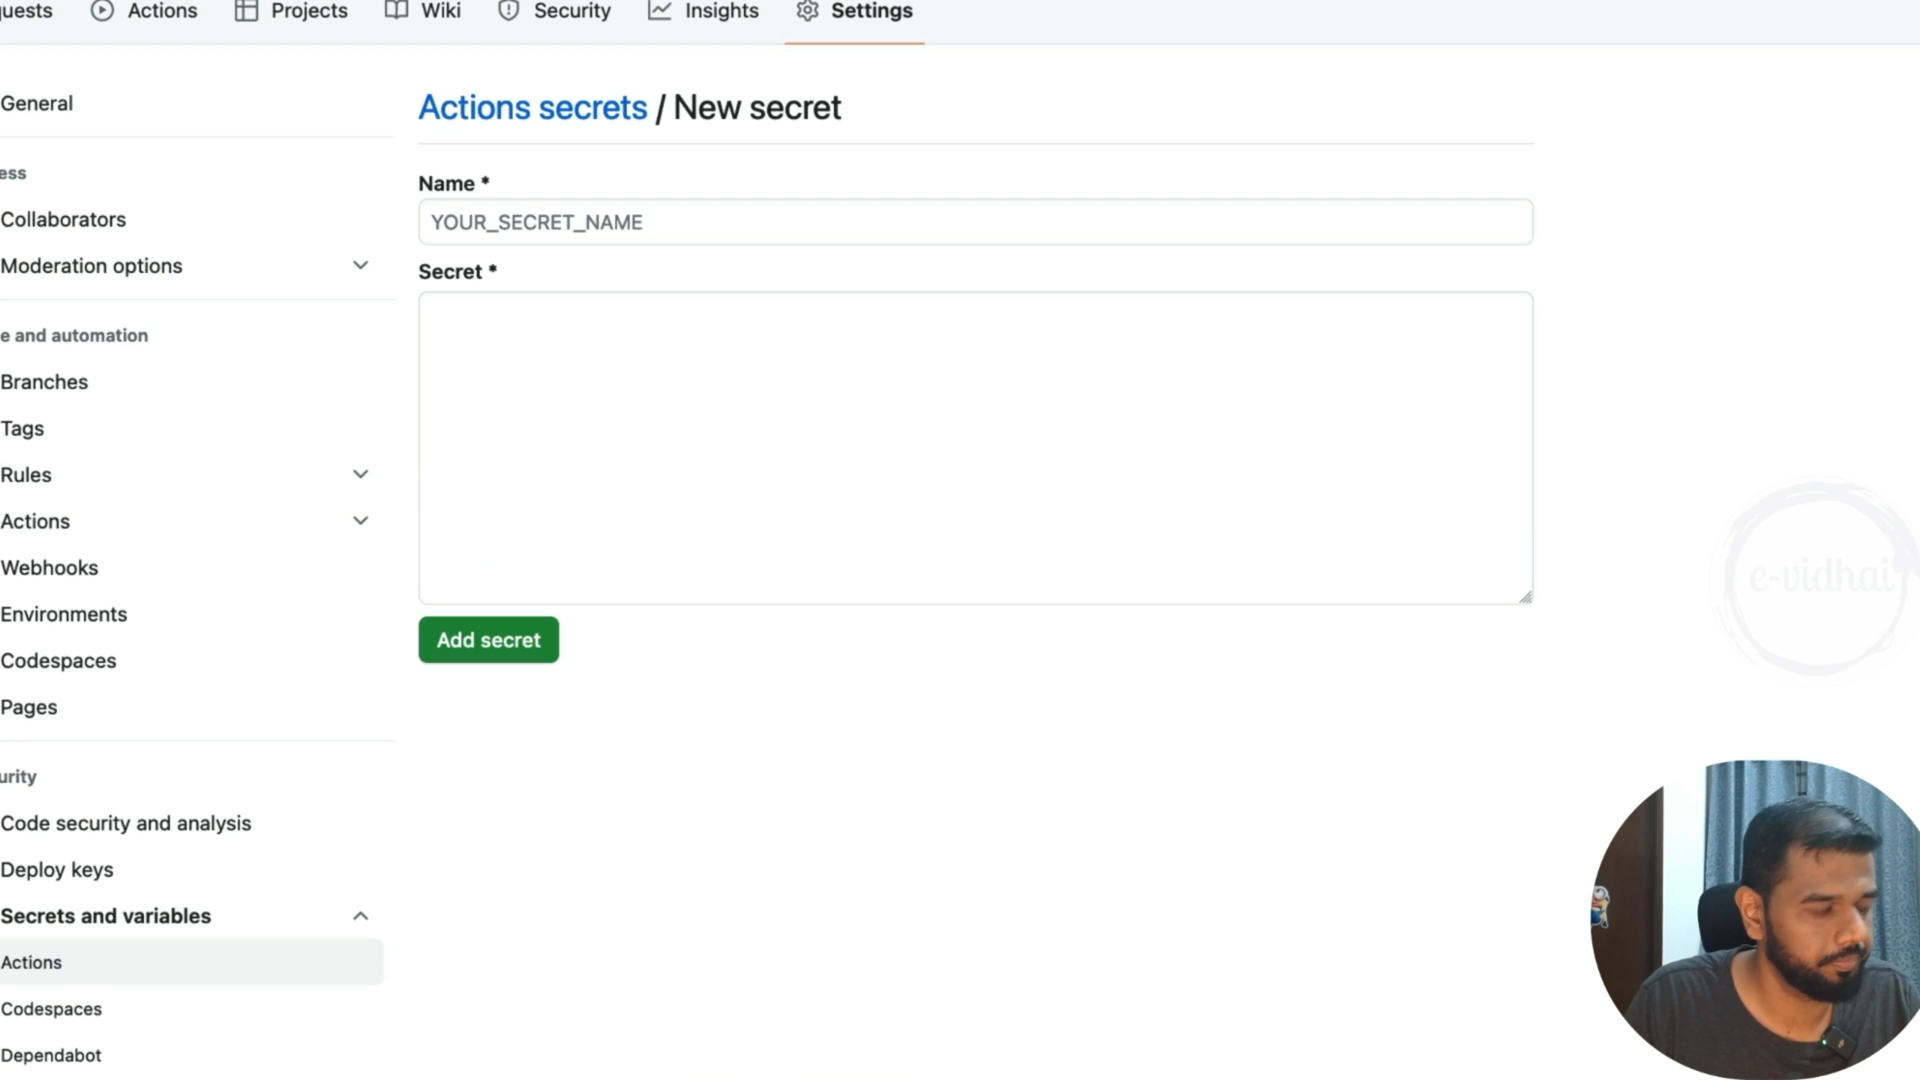 uests Actions Projects Wiki Security Insights Settings
General
ess
Collaborators
Moderation options
e and automation
Branches
Tags
Rules
Actions
Webhooks
Environments
Codespaces
Pages
urity
Code security and analysis
Deploy keys
Secrets and variables
Actions
Codespaces
Dependabot
Actions secrets / New secret
Name *
YOUR_SECRET_NAME
Secret *
Add secret
e-vidhai